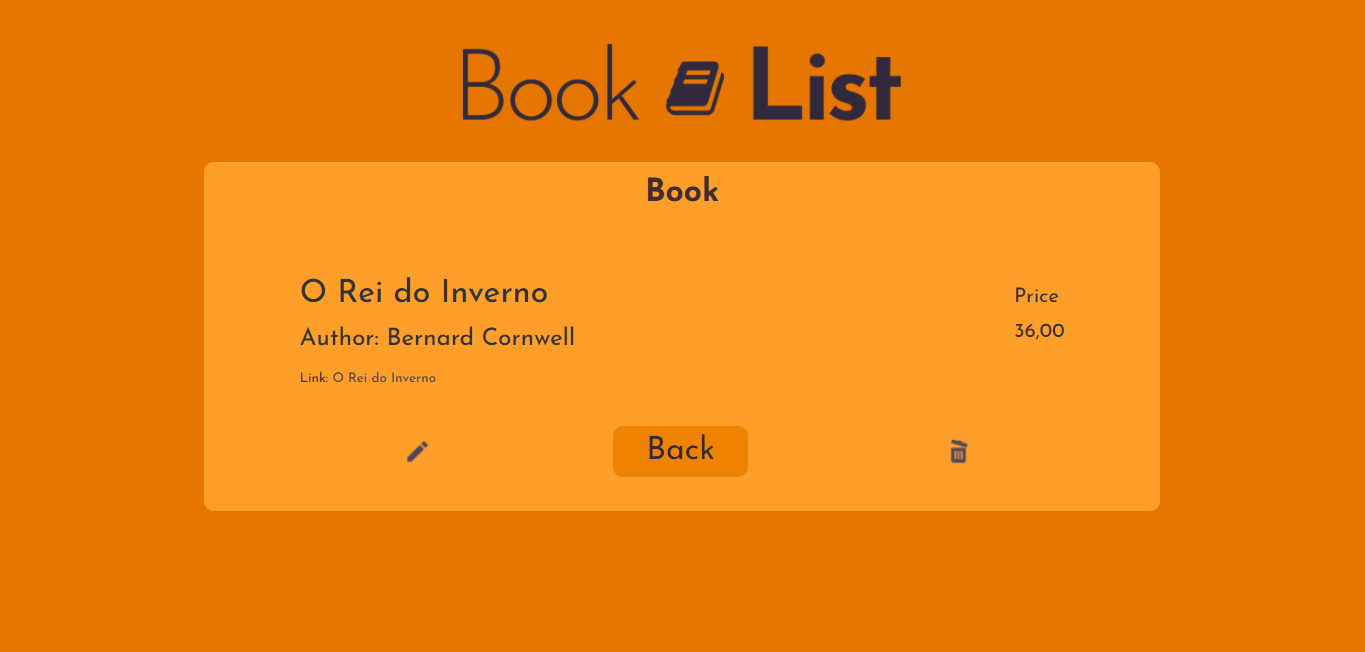 Book List
Book
O Rei do Inverno
Price
Author: Bernard Cornwell
36,00
Link: O Rei do Inverno
Back